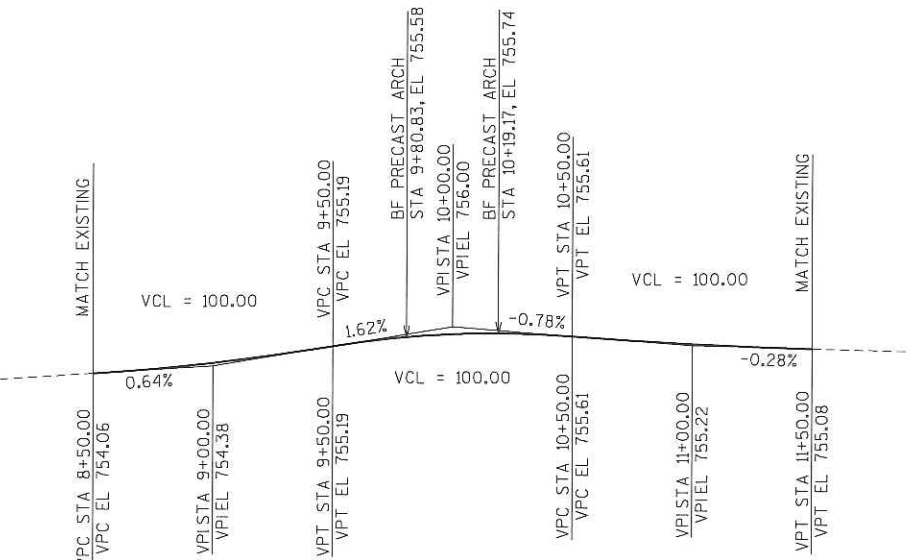 MATCH EXISTING
VCL = 100.00
VPC STA 9+50.00
VPC EL 755.19
1.62%
BF PRECAST ARCH
STA 9+80.83, EL 755.58
VPI STA 10+00.00
VPI EL 756.00
BF PRECAST ARCH
STA 10+19.17, EL 755.74
-0.78%
VPT STA 10+50.00
VPT EL 755.61
VCL = 100.00
MATCH EXISTING
0.64%
VCL = 100.00
-0.28%
VPC STA 8+50.00
VPC EL 754.06
VPI STA 9+00.00
VPI EL 754.38
VPT STA 9+50.00
VPT EL 755.19
VPC STA 10+50.00
VPC EL 755.61
VPI STA 11+00.00
VPI EL 755.22
VPT STA 11+50.00
VPT EL 755.08